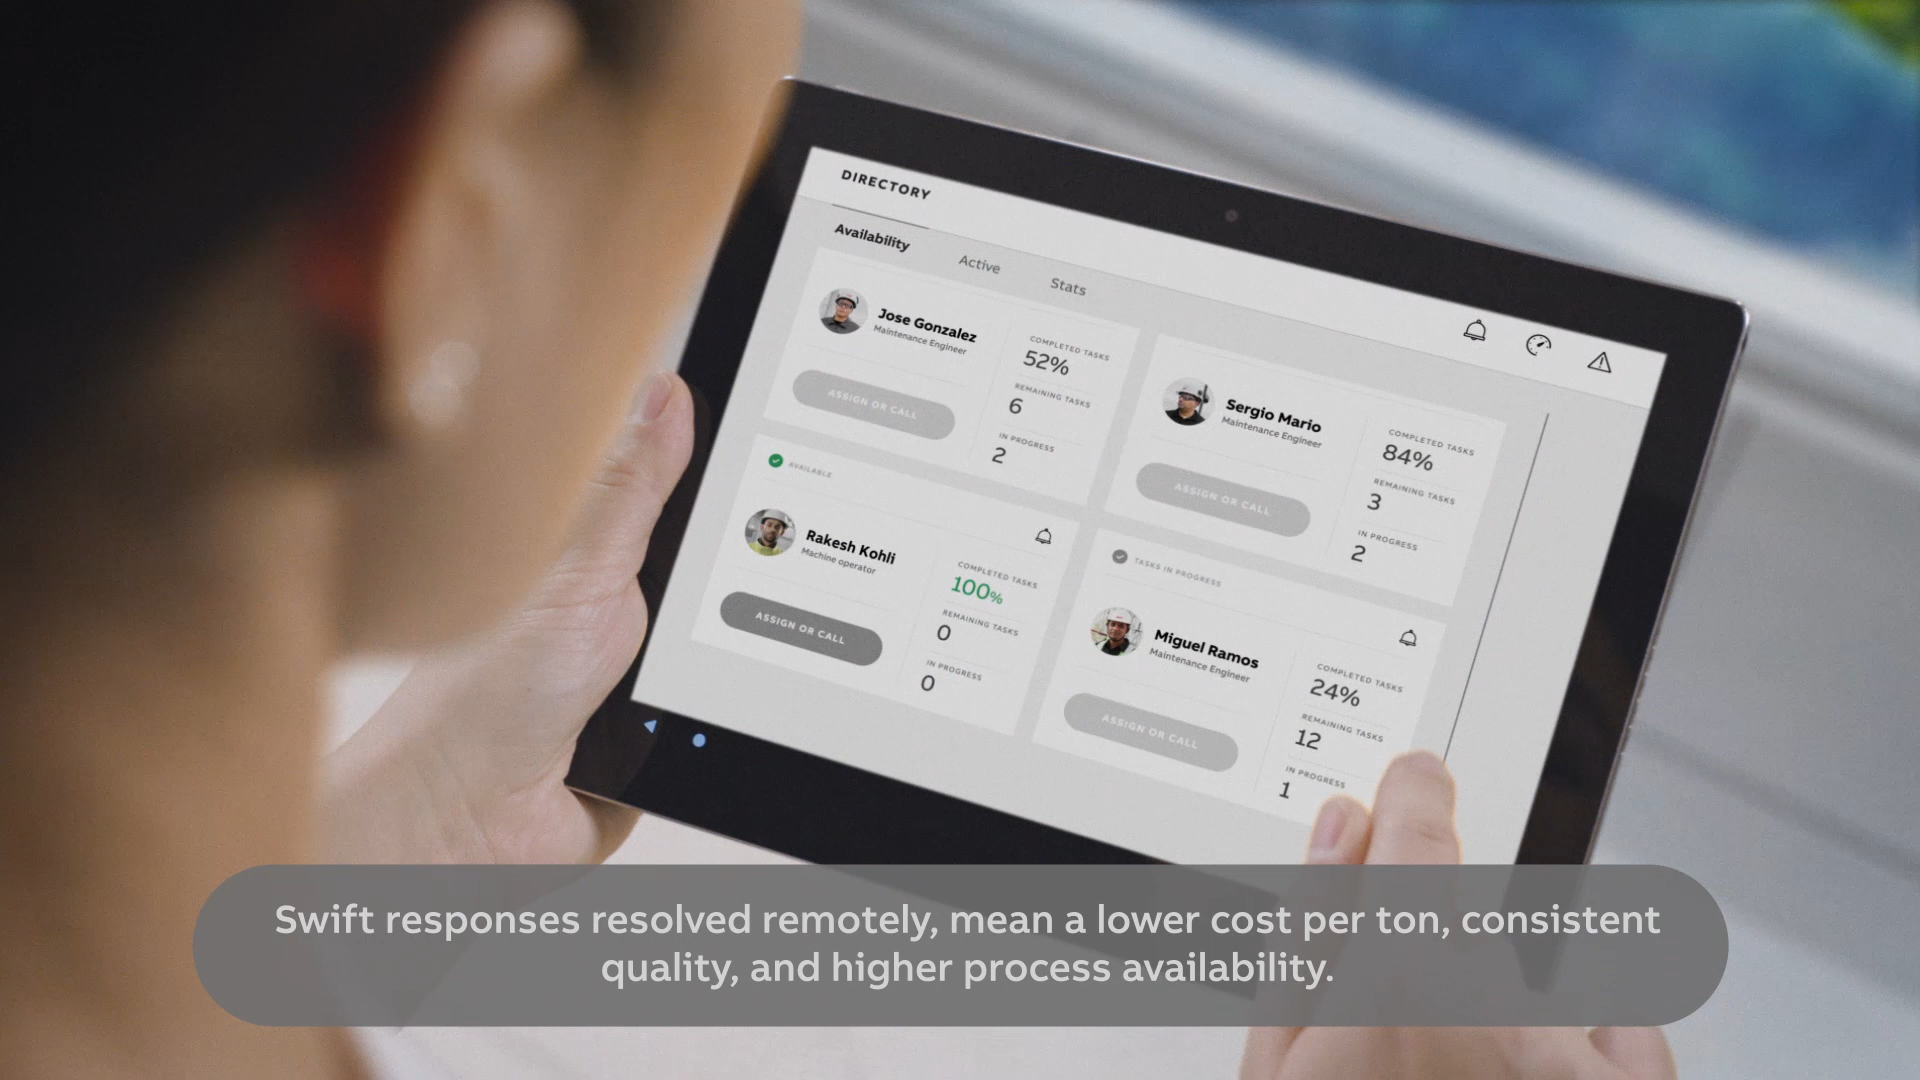 DIRECTORY
Availability
Active
Stats
Jose Gonzalez
Maintenance Engineer
ASSIGN OR CALL
COMPLETED TASKS
52%
REMAINING TASKS
6
IN PROGRESS
2
Sergio Mario
Maintenance Engineer
ASSIGN OR CALL
COMPLETED TASKS
84%
REMAINING TASKS
3
IN PROGRESS
2
AVAILABLE
Rakesh Kohli
Machine operator
ASSIGN OR CALL
COMPLETED TASKS
100%
REMAINING TASKS
0
IN PROGRESS
0
TASKS IN PROGRESS
Miguel Ramos
Maintenance Engineer
ASSIGN OR CALL
COMPLETED TASKS
24%
REMAINING TASKS
12
IN PROGRESS
1
Swift responses resolved remotely, mean a lower cost per ton, consistent
quality, and higher process availability.